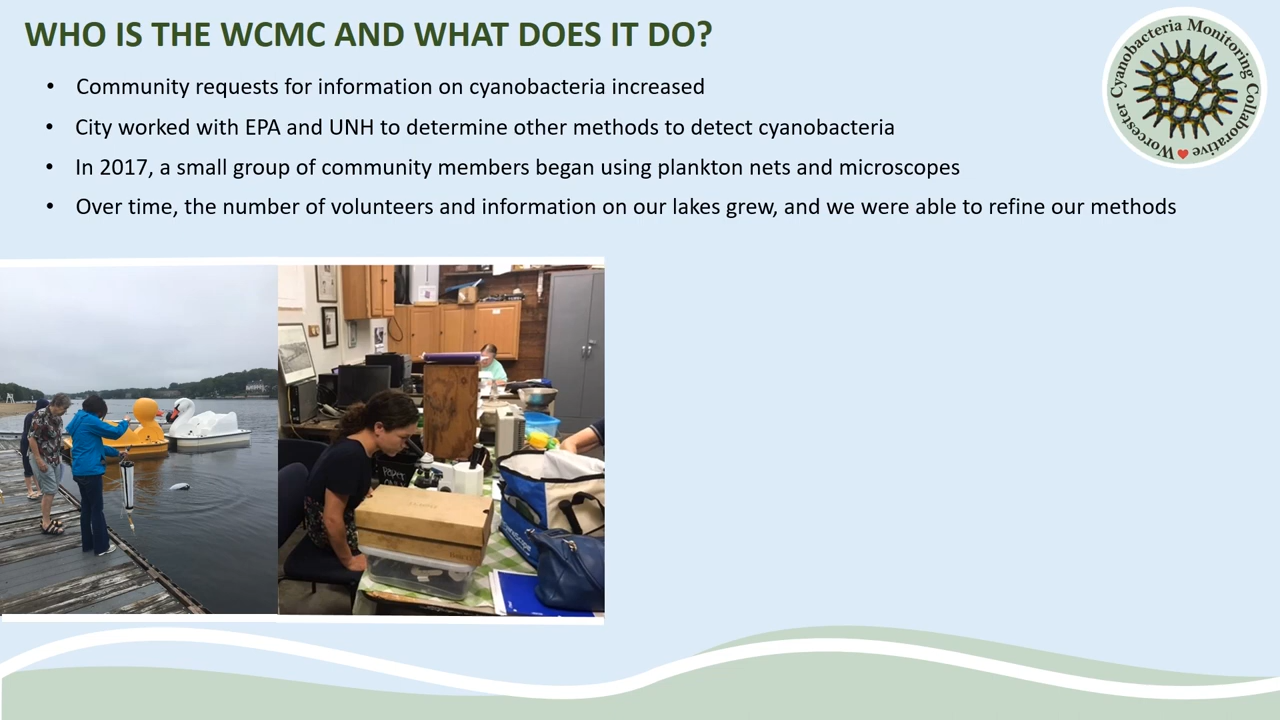 WHO IS THE WCMC AND WHAT DOES IT DO?
• Community requests for information on cyanobacteria increased
• City worked with EPA and UNH to determine other methods to detect cyanobacteria
• In 2017, a small group of community members began using plankton nets and microscopes
• Over time, the number of volunteers and information on our lakes grew, and we were able to refine our methods
Worcester Cyanobacteria Monitoring Collaborative